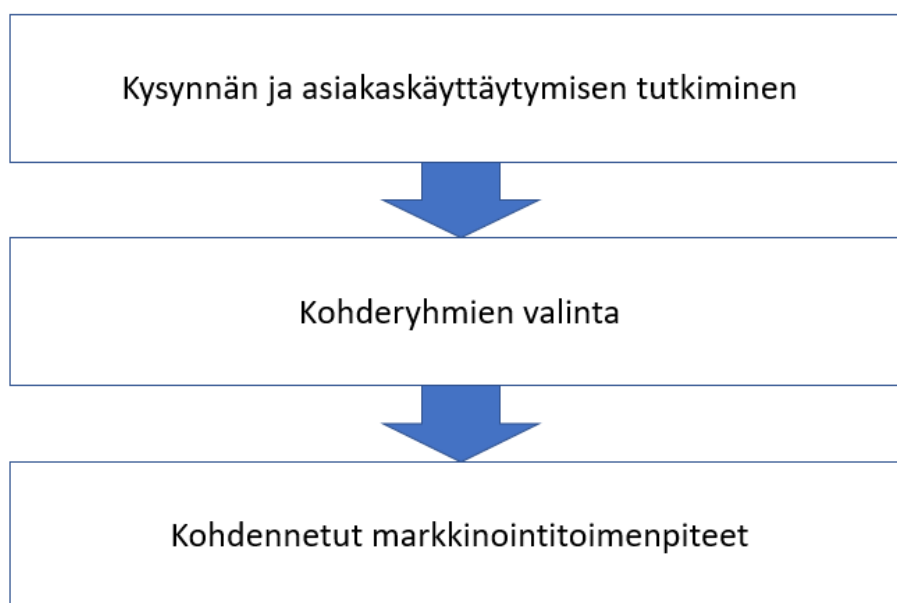 Kysynnän ja asiakaskäyttäytymisen tutkiminen
Kohderyhmien valinta
Kohdennetut markkinointitoimenpiteet